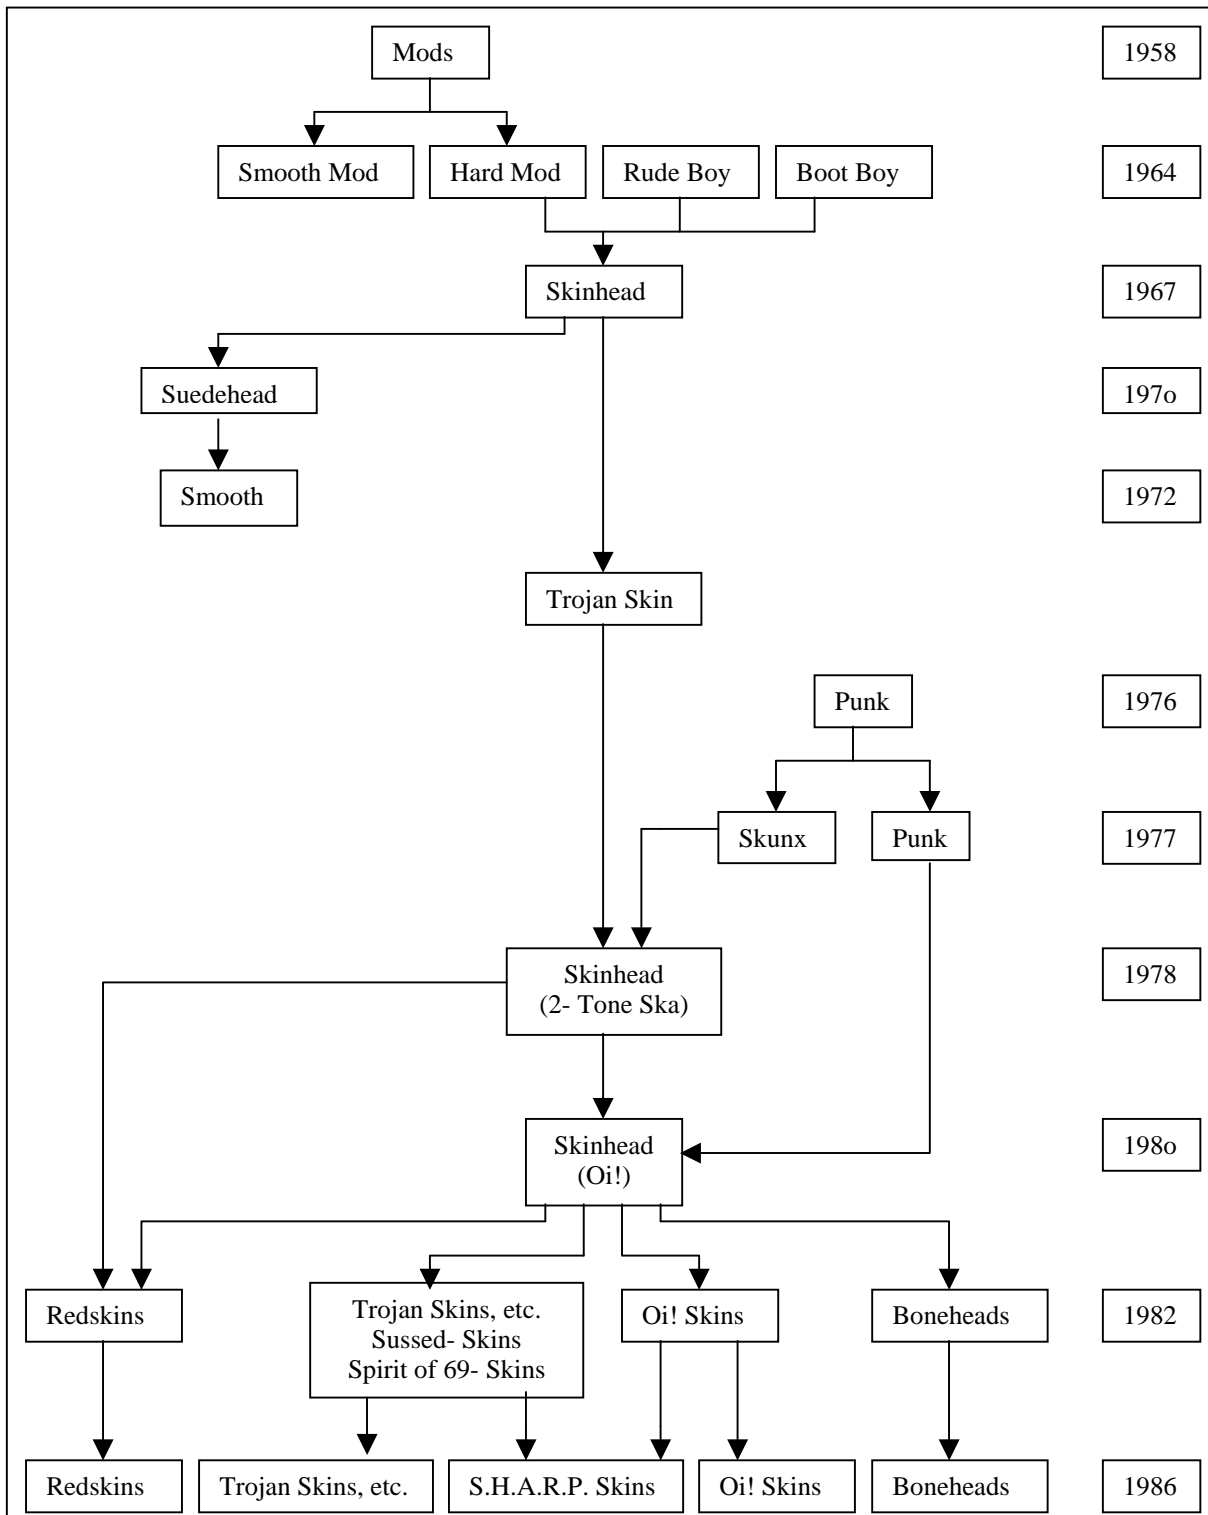 Mods
1958
Smooth Mod
Hard Mod
Rude Boy
Boot Boy
1964
Skinhead
1967
Suedehead
197o
Smooth
1972
Trojan Skin
Punk
1976
Skunx
Punk
1977
Skinhead
(2- Tone Ska)
1978
Skinhead
(Oi!)
198o
Redskins
Trojan Skins, etc.
Sussed- Skins
Spirit of 69- Skins
Oi! Skins
Boneheads
1982
Redskins
Trojan Skins, etc.
S.H.A.R.P. Skins
Oi! Skins
Boneheads
1986